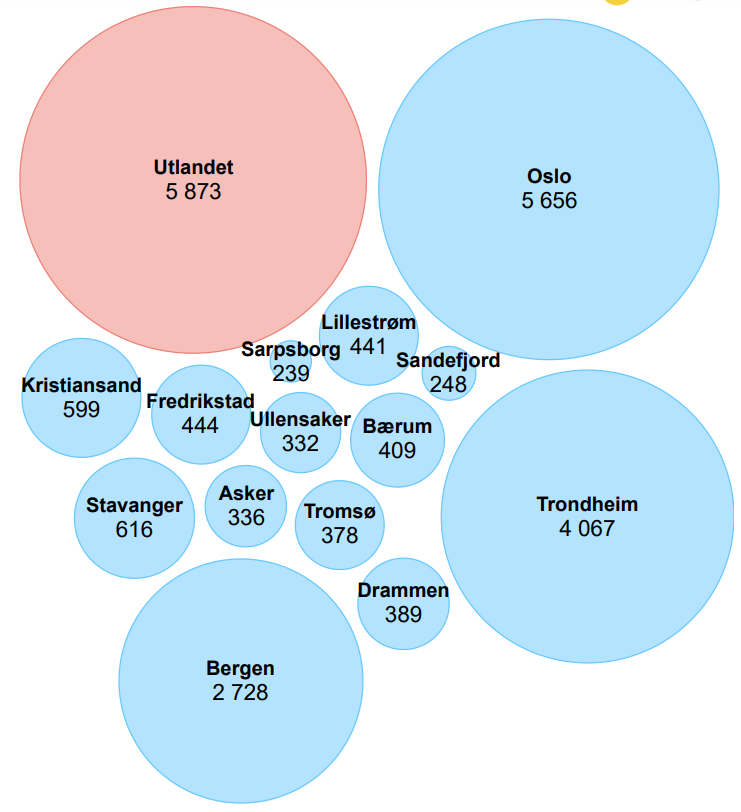 Utlandet
5 873
Oslo
5 656
Lillestrøm
441
Sarpsborg
239
Sandefjord
248
Kristiansand
599
Fredrikstad
444
Ullensaker
332
Bærum
409
Stavanger
616
Asker
336
Tromsø
378
Trondheim
4 067
Drammen
389
Bergen
2 728